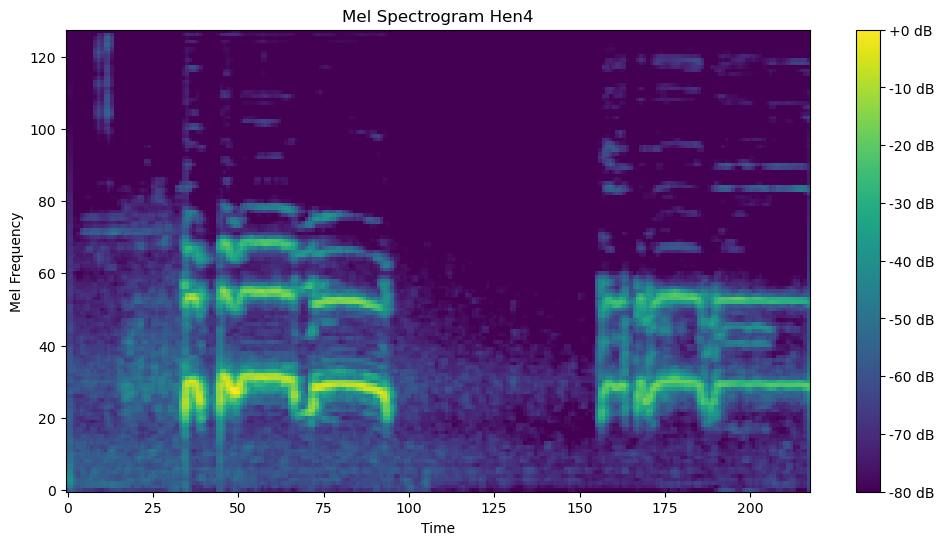 Mel Spectrogram Hen4
Mel Frequency
120
100
80
60
40
20
0
0 25 50 75 100 125 150 175 200
Time
+0 dB
-10 dB
-20 dB
-30 dB
-40 dB
-50 dB
-60 dB
-70 dB
-80 dB